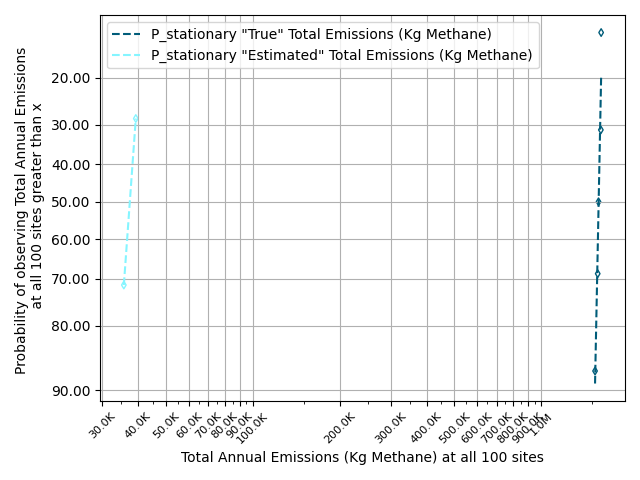 P_stationary "True" Total Emissions (Kg Methane)
P_stationary "Estimated" Total Emissions (Kg Methane)
Probability of observing Total Annual Emissions
at all 100 sites greater than x
20.00
30.00
40.00
50.00
60.00
70.00
80.00
90.00
30.0K
40.0K
50.0K
60.0K
70.0K
80.0K
90.0K
100.0K
200.0K
300.0K
400.0K
500.0K
600.0K
700.0K
800.0K
900.0K
1.0M
Total Annual Emissions (Kg Methane) at all 100 sites